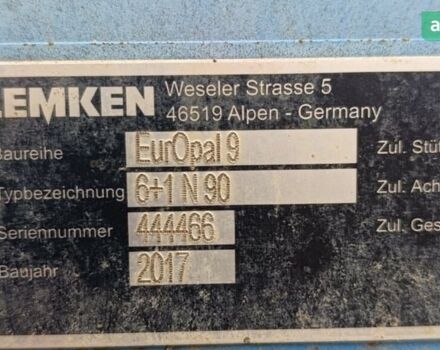 LEMKEN
Weseler Strasse 5
46519 Alpen - Germany
Baureihe EurOpal 9 Zul. Stüt
Typbezeichnung 6+1 N 90 Zul. Ach
Seriennummer 444466 Zul. Ges
Baujahr 2017
a